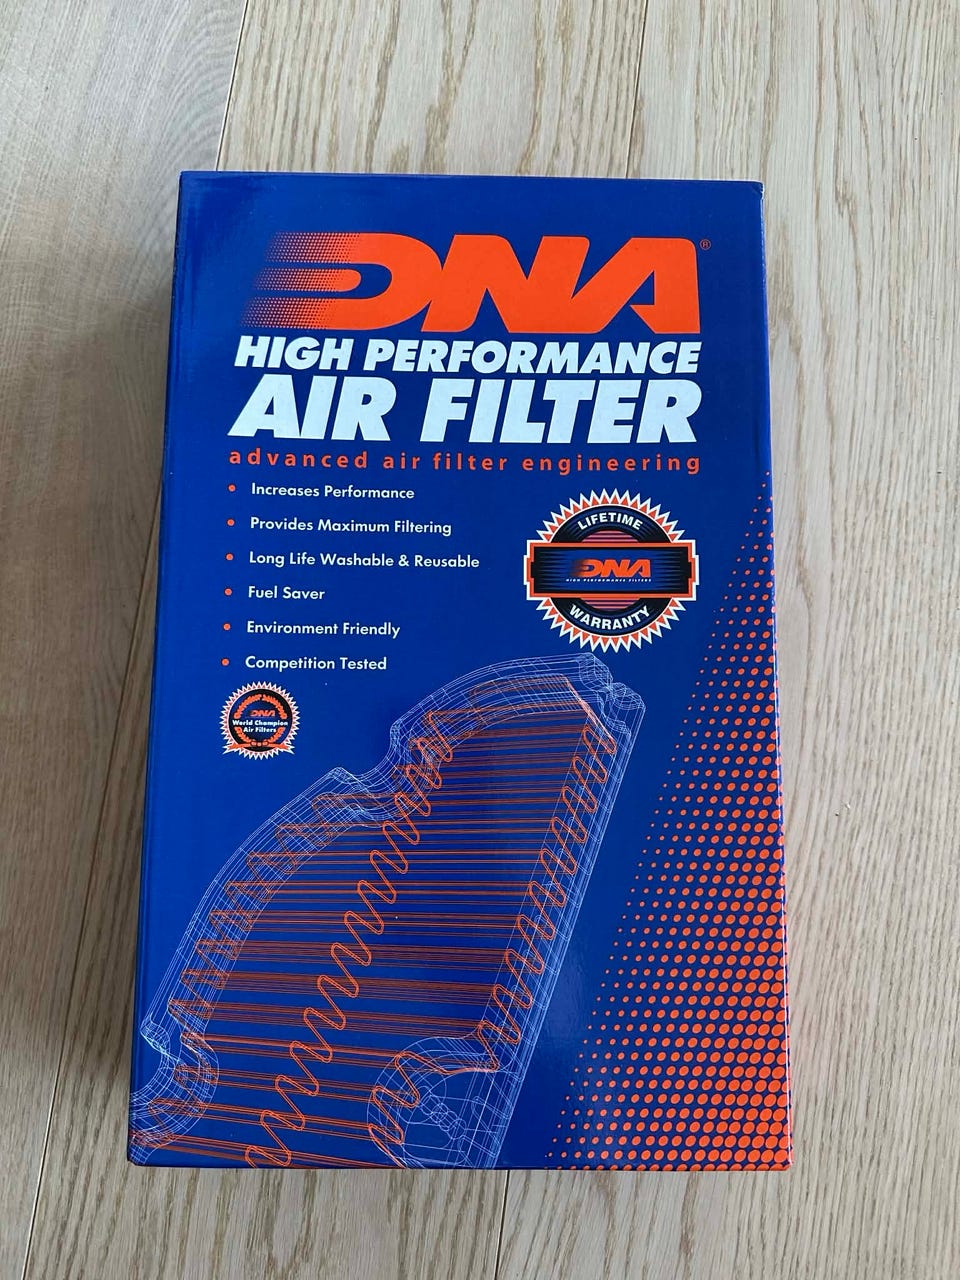 DNA®
HIGH PERFORMANCE
AIR FILTER
advanced air filter engineering
• Increases Performance
• Provides Maximum Filtering
• Long Life Washable & Reusable
• Fuel Saver
• Environment Friendly
• Competition Tested
LIFETIME
DNA
HIGH PERFORMANCE FILTERS
WARRANTY
DNA
World Champion
Air Filters